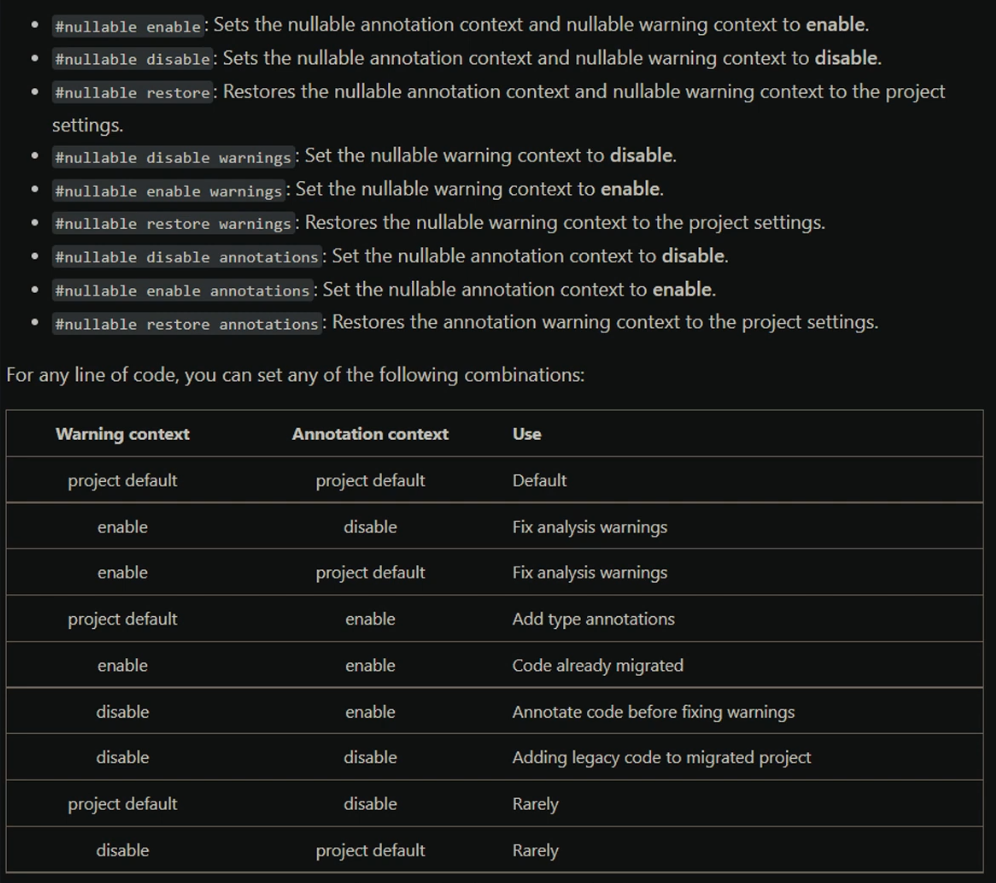 • #nullable enable: Sets the nullable annotation context and nullable warning context to enable.
• #nullable disable: Sets the nullable annotation context and nullable warning context to disable.
• #nullable restore: Restores the nullable annotation context and nullable warning context to the project
settings.
• #nullable disable warnings: Set the nullable warning context to disable.
• #nullable enable warnings: Set the nullable warning context to enable.
• #nullable restore warnings: Restores the nullable warning context to the project settings.
• #nullable disable annotations: Set the nullable annotation context to disable.
• #nullable enable annotations: Set the nullable annotation context to enable.
• #nullable restore annotations: Restores the annotation warning context to the project settings.
For any line of code, you can set any of the following combinations:
Warning context Annotation context Use
project default project default Default
enable disable Fix analysis warnings
enable project default Fix analysis warnings
project default enable Add type annotations
enable enable Code already migrated
disable enable Annotate code before fixing warnings
disable disable Adding legacy code to migrated project
project default disable Rarely
disable project default Rarely